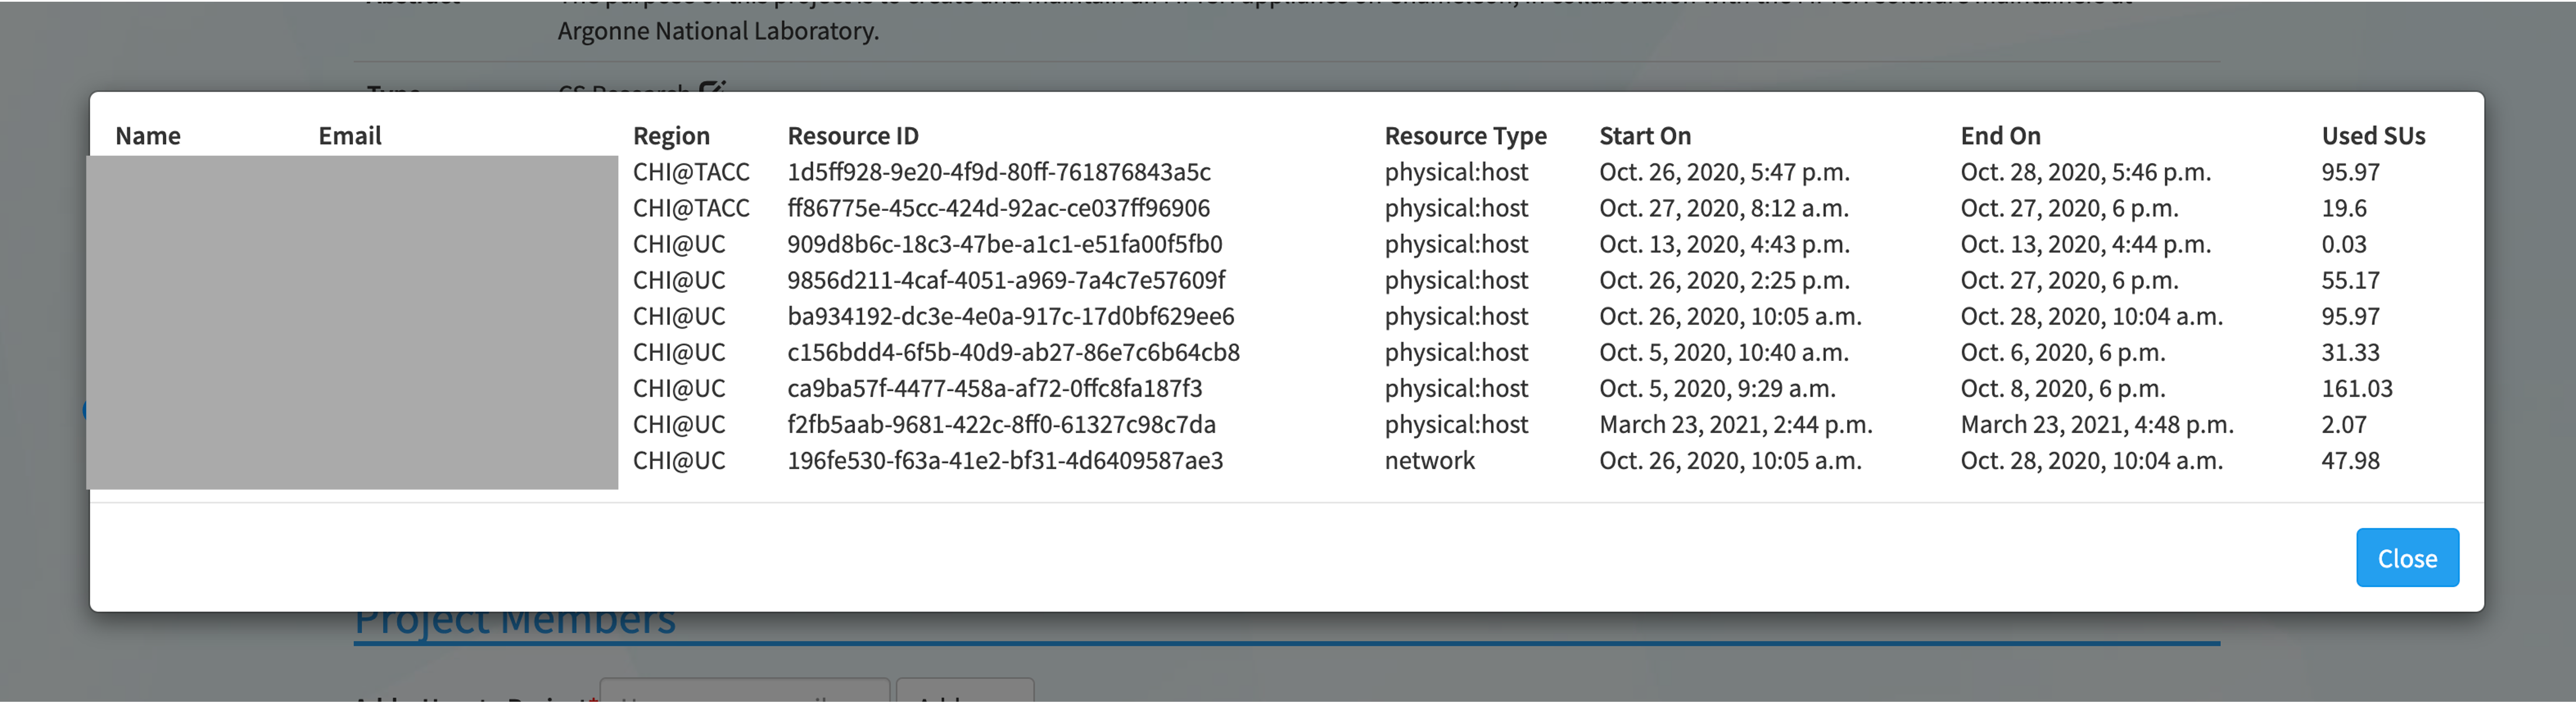 Argonne National Laboratory.
Name Email Region Resource ID Resource Type Start On End On Used SUs
CHI@TACC 1d5ff928-9e20-4f9d-80ff-761876843a5c physical:host Oct. 26, 2020, 5:47 p.m. Oct. 28, 2020, 5:46 p.m. 95.97
CHI@TACC ff86775e-45cc-424d-92ac-ce037ff96906 physical:host Oct. 27, 2020, 8:12 a.m. Oct. 27, 2020, 6 p.m. 19.6
CHI@UC 909d8b6c-18c3-47be-a1c1-e51fa00f5fb0 physical:host Oct. 13, 2020, 4:43 p.m. Oct. 13, 2020, 4:44 p.m. 0.03
CHI@UC 9856d211-4caf-4051-a969-7a4c7e57609f physical:host Oct. 26, 2020, 2:25 p.m. Oct. 27, 2020, 6 p.m. 55.17
CHI@UC ba934192-dc3e-4e0a-917c-17d0bf629ee6 physical:host Oct. 26, 2020, 10:05 a.m. Oct. 28, 2020, 10:04 a.m. 95.97
CHI@UC c156bdd4-6f5b-40d9-ab27-86e7c6b64cb8 physical:host Oct. 5, 2020, 10:40 a.m. Oct. 6, 2020, 6 p.m. 31.33
CHI@UC ca9ba57f-4477-458a-af72-0ffc8fa187f3 physical:host Oct. 5, 2020, 9:29 a.m. Oct. 8, 2020, 6 p.m. 161.03
CHI@UC f2fb5aab-9681-422c-8ff0-61327c98c7da physical:host March 23, 2021, 2:44 p.m. March 23, 2021, 4:48 p.m. 2.07
CHI@UC 196fe530-f63a-41e2-bf31-4d6409587ae3 network Oct. 26, 2020, 10:05 a.m. Oct. 28, 2020, 10:04 a.m. 47.98
Close
Project Members